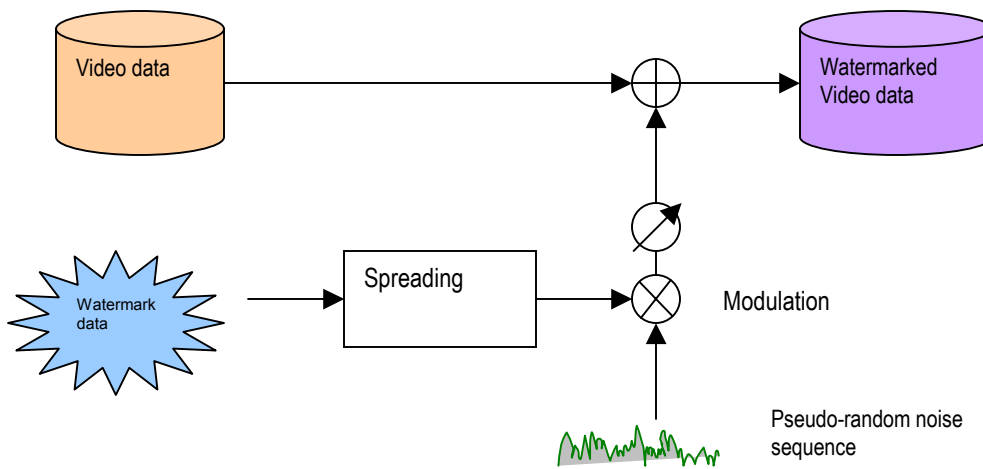 Video data
Watermarked
Video data
Watermark
data
Spreading
Modulation
Pseudo-random noise
sequence